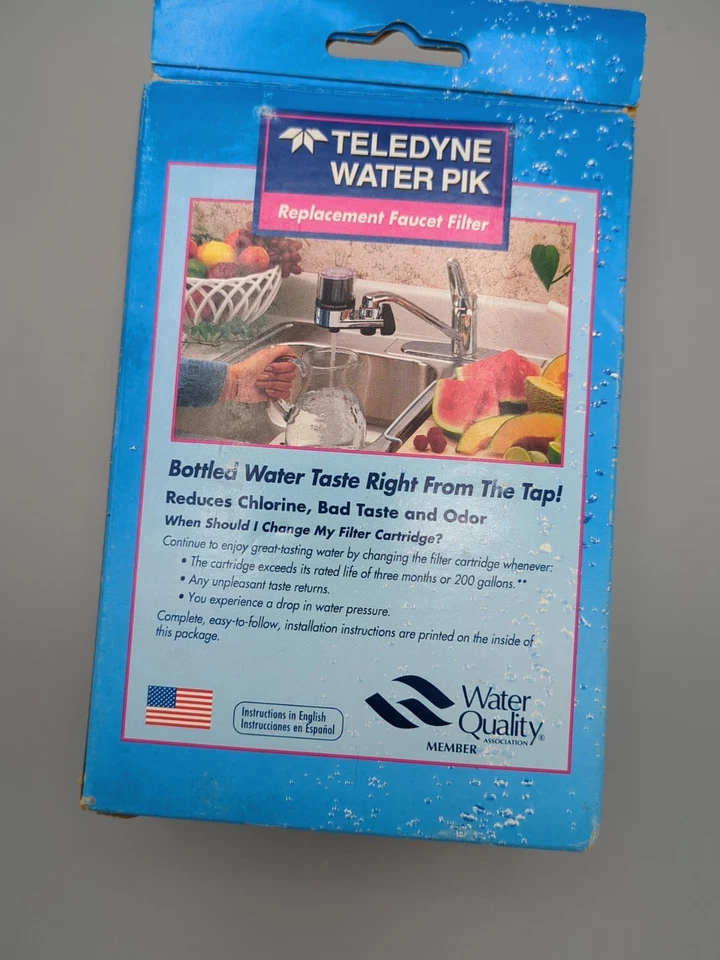 TELEDYNE
WATER PIK
Replacement Faucet Filter
Bottled Water Taste Right From The Tap!
Reduces Chlorine, Bad Taste and Odor
When Should I Change My Filter Cartridge?
Continue to enjoy great-tasting water by changing the filter cartridge whenever:
• The cartridge exceeds its rated life of three months or 200 gallons.**
• Any unpleasant taste returns.
• You experience a drop in water pressure.
Complete, easy-to-follow, installation instructions are printed on the inside of
this package.
Instructions in English
Instrucciones en Español
Water
Quality®
ASSOCIATION
MEMBER